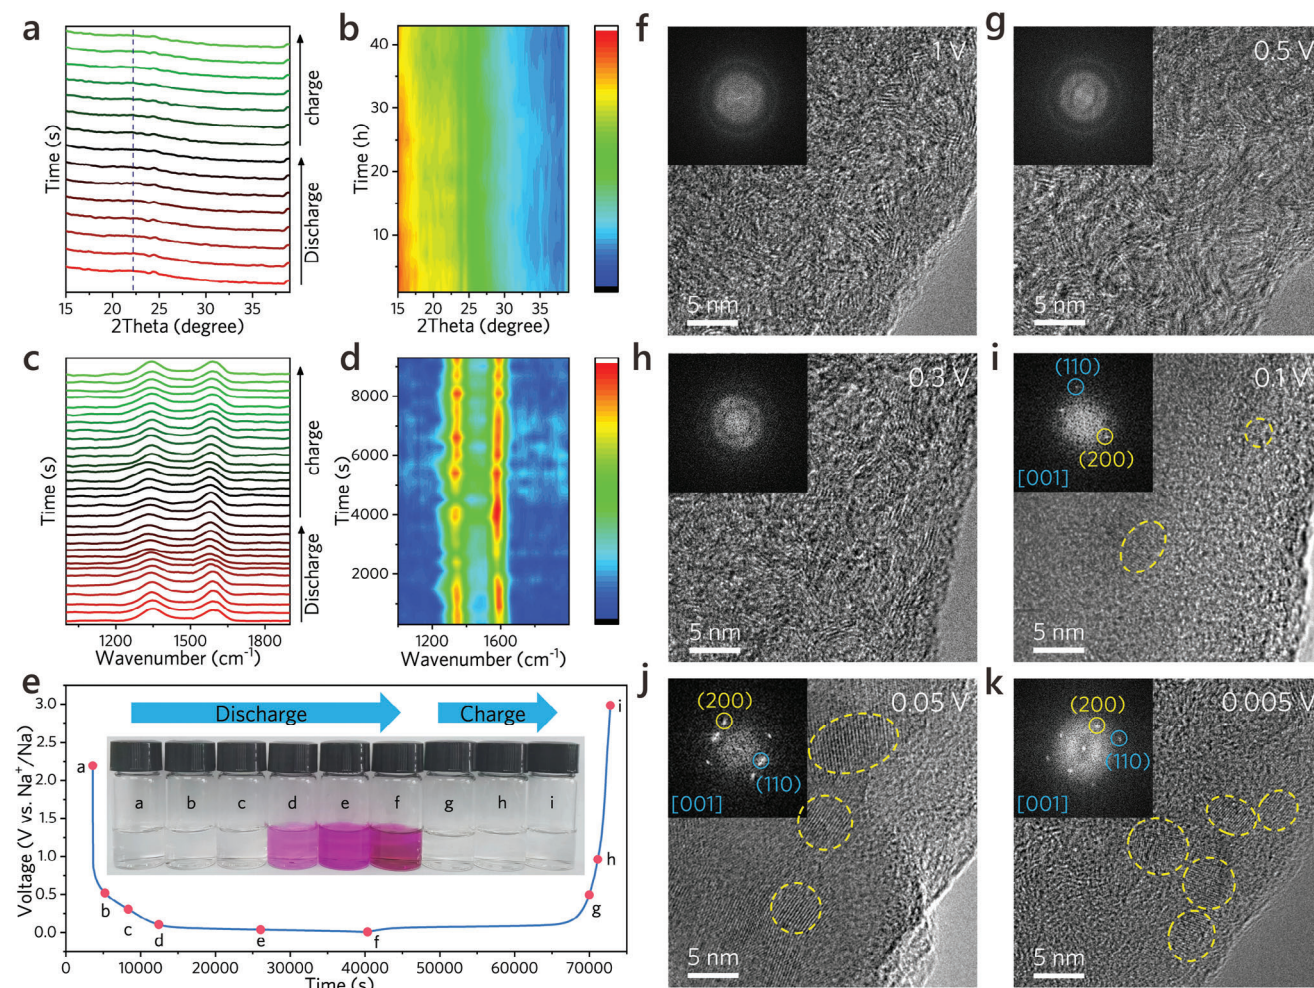 a
Time (s)
charge
Discharge
15 20 25 30 35
2Theta (degree)
b
Time (h)
40
30
20
10
15 20 25 30 35
2Theta (degree)
c
Time (s)
charge
Discharge
1200 1500 1800
Wavenumber (cm⁻¹)
d
Time (s)
8000
6000
4000
2000
1200 1600
Wavenumber (cm⁻¹)
e
Voltage (V vs. Na⁺/Na)
3.0
2.5
2.0
1.5
1.0
0.5
0.0
Discharge
Charge
a b c d e f g h i
a
b
c
d
e
f
g
h
i
0 10000 20000 30000 40000 50000 60000 70000
Time (s)
f
1 V
5 nm
g
0.5 V
5 nm
h
0.3 V
5 nm
i
0.1 V
(110)
(200)
[001]
5 nm
j
0.05 V
(200)
(110)
[001]
5 nm
k
0.005 V
(200)
(110)
[001]
5 nm